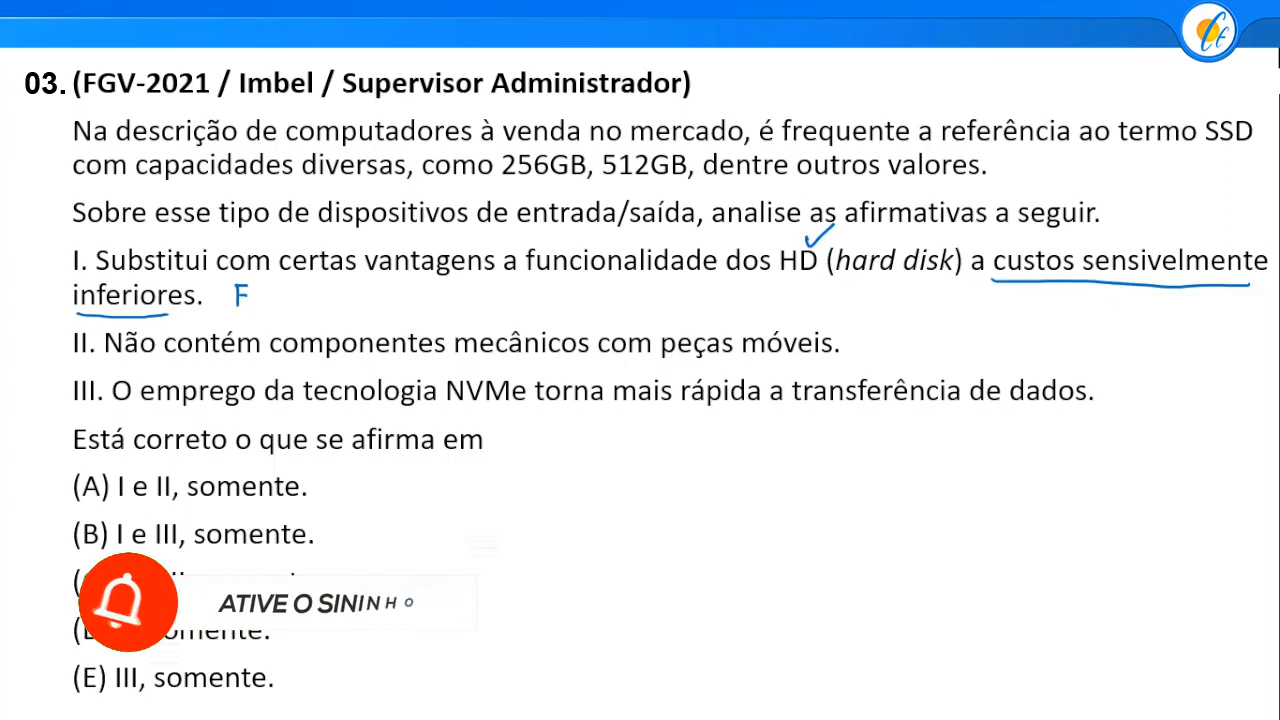 03. (FGV-2021 / Imbel / Supervisor Administrador)
Na descrição de computadores à venda no mercado, é frequente a referência ao termo SSD
com capacidades diversas, como 256GB, 512GB, dentre outros valores.
Sobre esse tipo de dispositivos de entrada/saída, analise as afirmativas a seguir.
I. Substitui com certas vantagens a funcionalidade dos HD (hard disk) a custos sensivelmente
inferiores. F
II. Não contém componentes mecânicos com peças móveis.
III. O emprego da tecnologia NVMe torna mais rápida a transferência de dados.
Está correto o que se afirma em
(A) I e II, somente.
(B) I e III, somente.
ATIVE O SININHO
somente.
(E) III, somente.